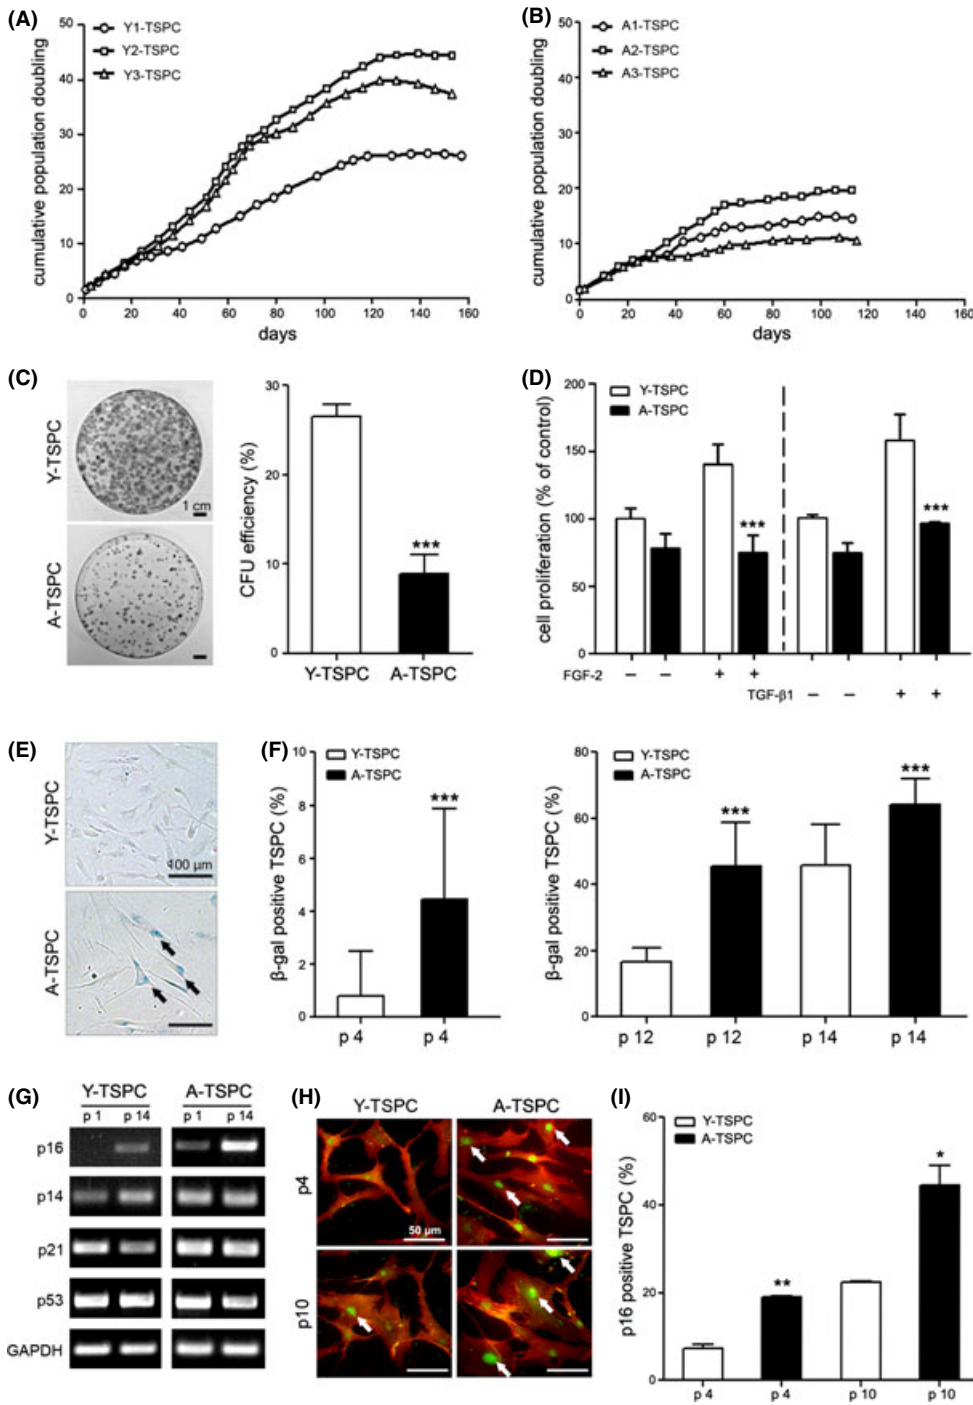 (A)
Y1-TSPC
Y2-TSPC
Y3-TSPC
cumulative population doubling
50
40
30
20
10
0
0 20 40 60 80 100 120 140 160
days
(B)
A1-TSPC
A2-TSPC
A3-TSPC
cumulative population doubling
50
40
30
20
10
0
0 20 40 60 80 100 120 140 160
days
(C)
Y-TSPC
1 cm
A-TSPC
CFU efficiency (%)
30
20
10
0
***
Y-TSPC A-TSPC
(D)
Y-TSPC
A-TSPC
cell proliferation (% of control)
200
150
100
50
0
***
***
FGF-2 – – + +
TGF-β1 – – + +
(E)
Y-TSPC
100 µm
A-TSPC
(F)
Y-TSPC
A-TSPC
β-gal positive TSPC (%)
10
8
6
4
2
0
***
p 4 p 4
Y-TSPC
A-TSPC
β-gal positive TSPC (%)
80
60
40
20
0
***
***
p 12 p 12 p 14 p 14
(G)
Y-TSPC A-TSPC
p 1 p 14 p 1 p 14
p16
p14
p21
p53
GAPDH
(H)
Y-TSPC A-TSPC
p4
50 µm
p10
(I)
Y-TSPC
A-TSPC
p16 positive TSPC (%)
60
40
20
0
**
*
p 4 p 4 p 10 p 10